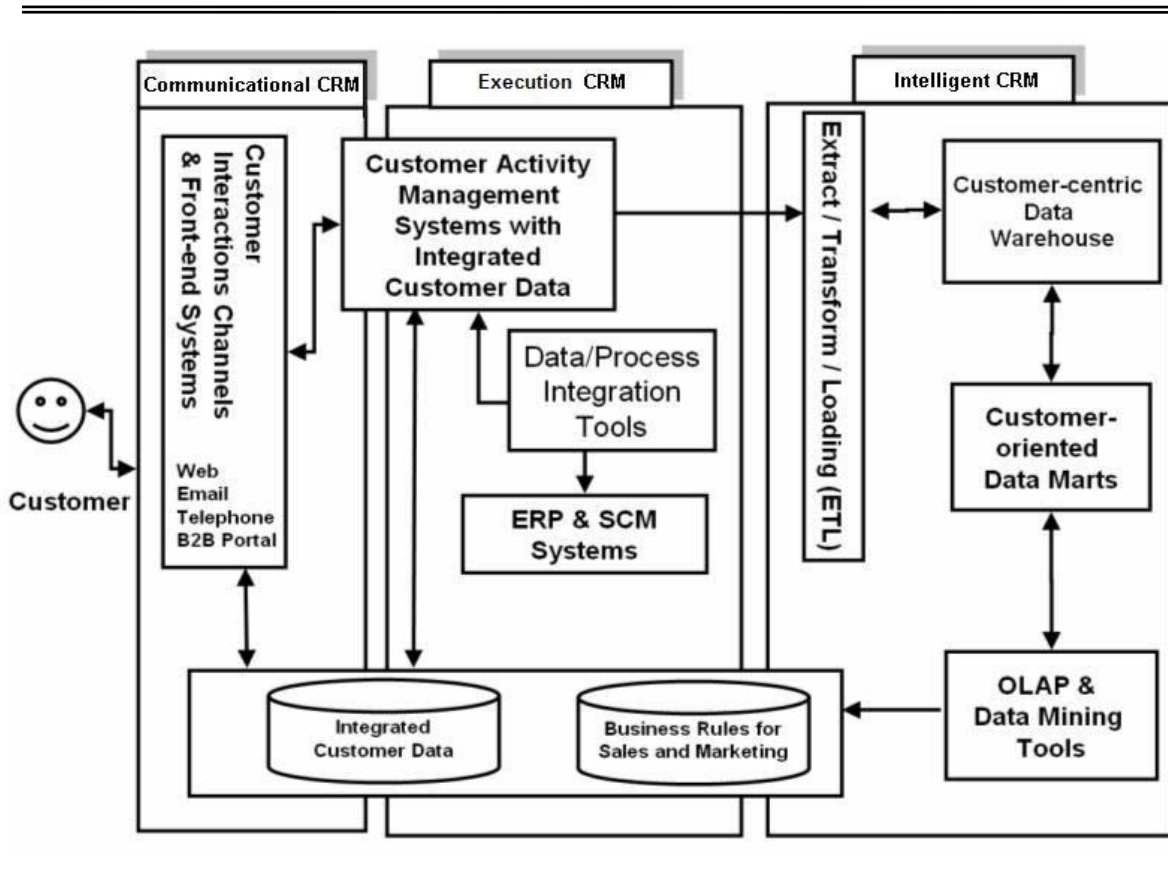 Communicational CRM
Execution CRM
Intelligent CRM
Customer
Interactions Channels
& Front-end Systems
Web
Email
Telephone
B2B Portal
Customer
Customer Activity
Management
Systems with
Integrated
Customer Data
Data/Process
Integration
Tools
ERP & SCM
Systems
Extract / Transform / Loading (ETL)
Customer-centric
Data
Warehouse
Customer-
oriented
Data Marts
OLAP &
Data Mining
Tools
Integrated
Customer Data
Business Rules for
Sales and Marketing